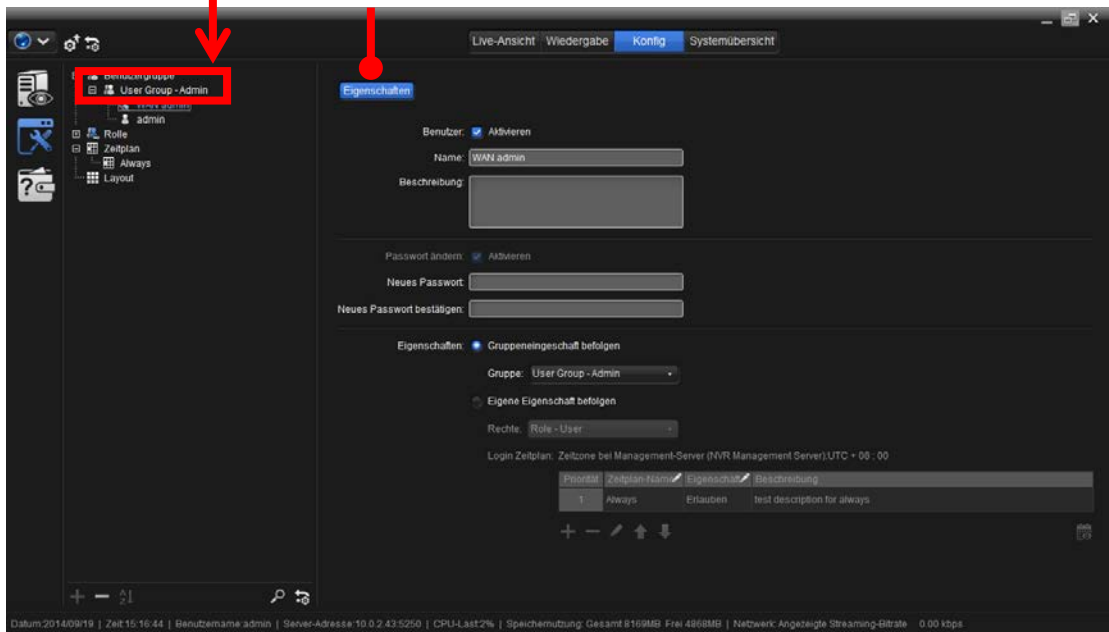 Live-Ansicht Wiedergabe Konfig Systemübersicht
Benutzergruppe
User Group - Admin
WAN admin
admin
Rolle
Zeitplan
Always
Layout
Eigenschaften
Benutzer: Aktivieren
Name: WAN admin
Beschreibung:
Passwort ändern: Aktivieren
Neues Passwort:
Neues Passwort bestätigen:
Eigenschaften: Gruppeneingeschaft befolgen
Gruppe: User Group - Admin
Eigene Eigenschaft befolgen
Rechte: Role - User
Login Zeitplan: Zeitzone bei Management-Server (NVR Management Server):UTC + 08 : 00
Priorität Zeitplan-Name Eigenschaft Beschreibung
1 Always Erlauben test description for always
Datum:2014/09/19 | Zeit:15:16:44 | Benutzername:admin | Server-Adresse:10.0.2.43:5250 | CPU-Last:2% | Speichernutzung: Gesamt 8169MB Frei 4868MB | Netzwerk: Angezeigte Streaming-Bitrate 0.00 kbps